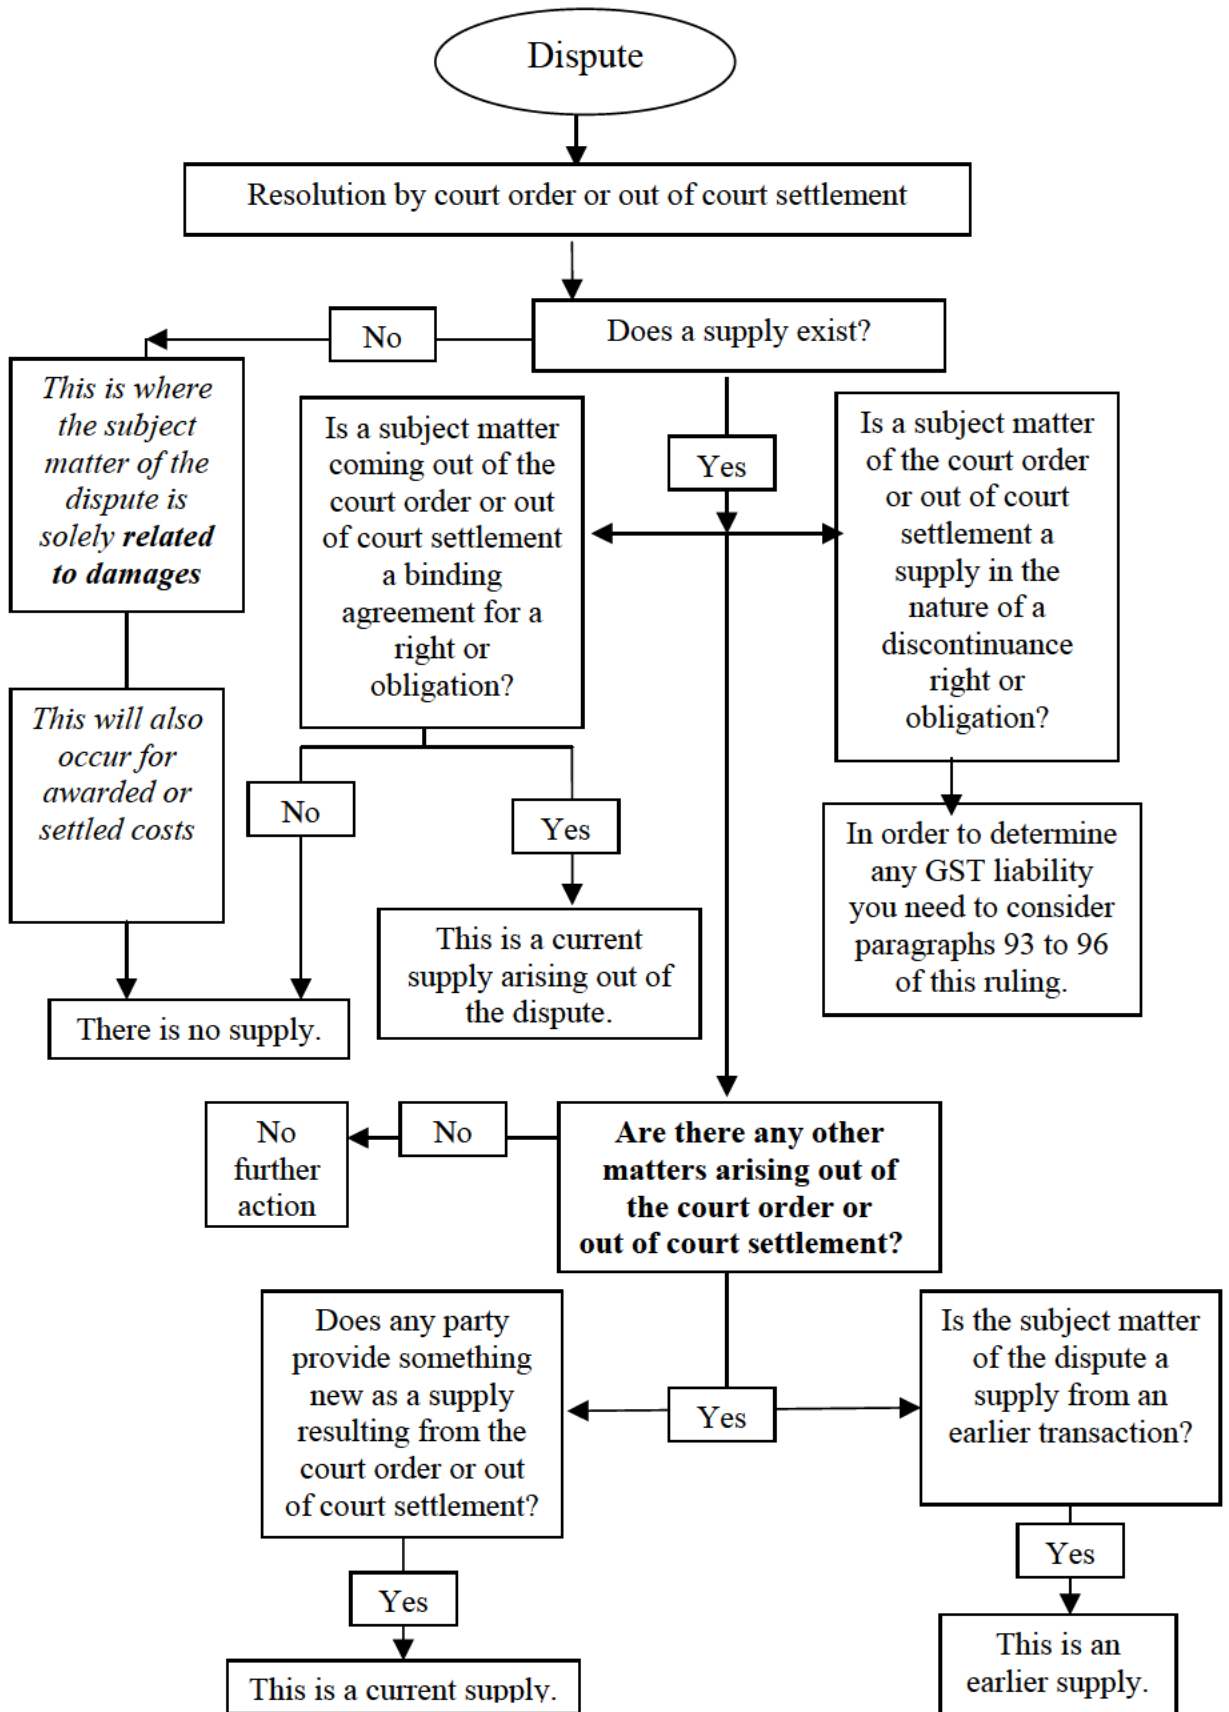 Dispute
Resolution by court order or out of court settlement
Does a supply exist?
No
This is where
the subject
matter of the
dispute is
solely related
to damages
Is a subject matter
coming out of the
court order or out
of court settlement
a binding
agreement for a
right or
obligation?
Yes
Is a subject matter
of the court order
or out of court
settlement a
supply in the
nature of a
discontinuance
right or
obligation?
This will also
occur for
awarded or
settled costs
No
Yes
In order to determine
any GST liability
you need to consider
paragraphs 93 to 96
of this ruling.
This is a current
supply arising out of
the dispute.
There is no supply.
No
further
action
No
Are there any other
matters arising out of
the court order or
out of court settlement?
Does any party
provide something
new as a supply
resulting from the
court order or out
of court settlement?
Yes
Is the subject matter
of the dispute a
supply from an
earlier transaction?
Yes
Yes
This is a current supply.
This is an
earlier supply.